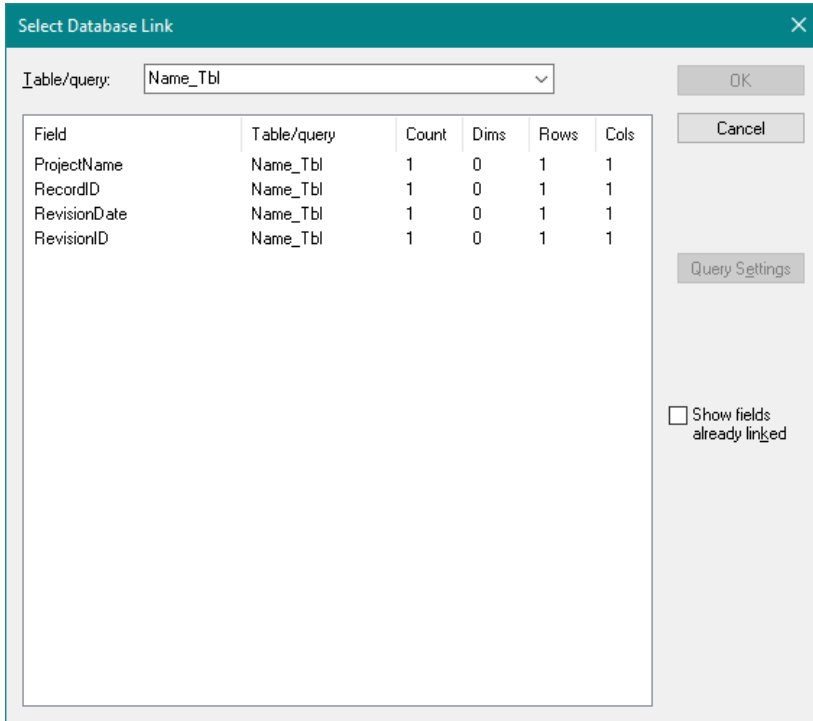 Select Database Link
Table/query: Name_Tbl
OK
Cancel
Field Table/query Count Dims Rows Cols
ProjectName Name_Tbl 1 0 1 1
RecordID Name_Tbl 1 0 1 1
RevisionDate Name_Tbl 1 0 1 1
RevisionID Name_Tbl 1 0 1 1
Query Settings
Show fields
already linked